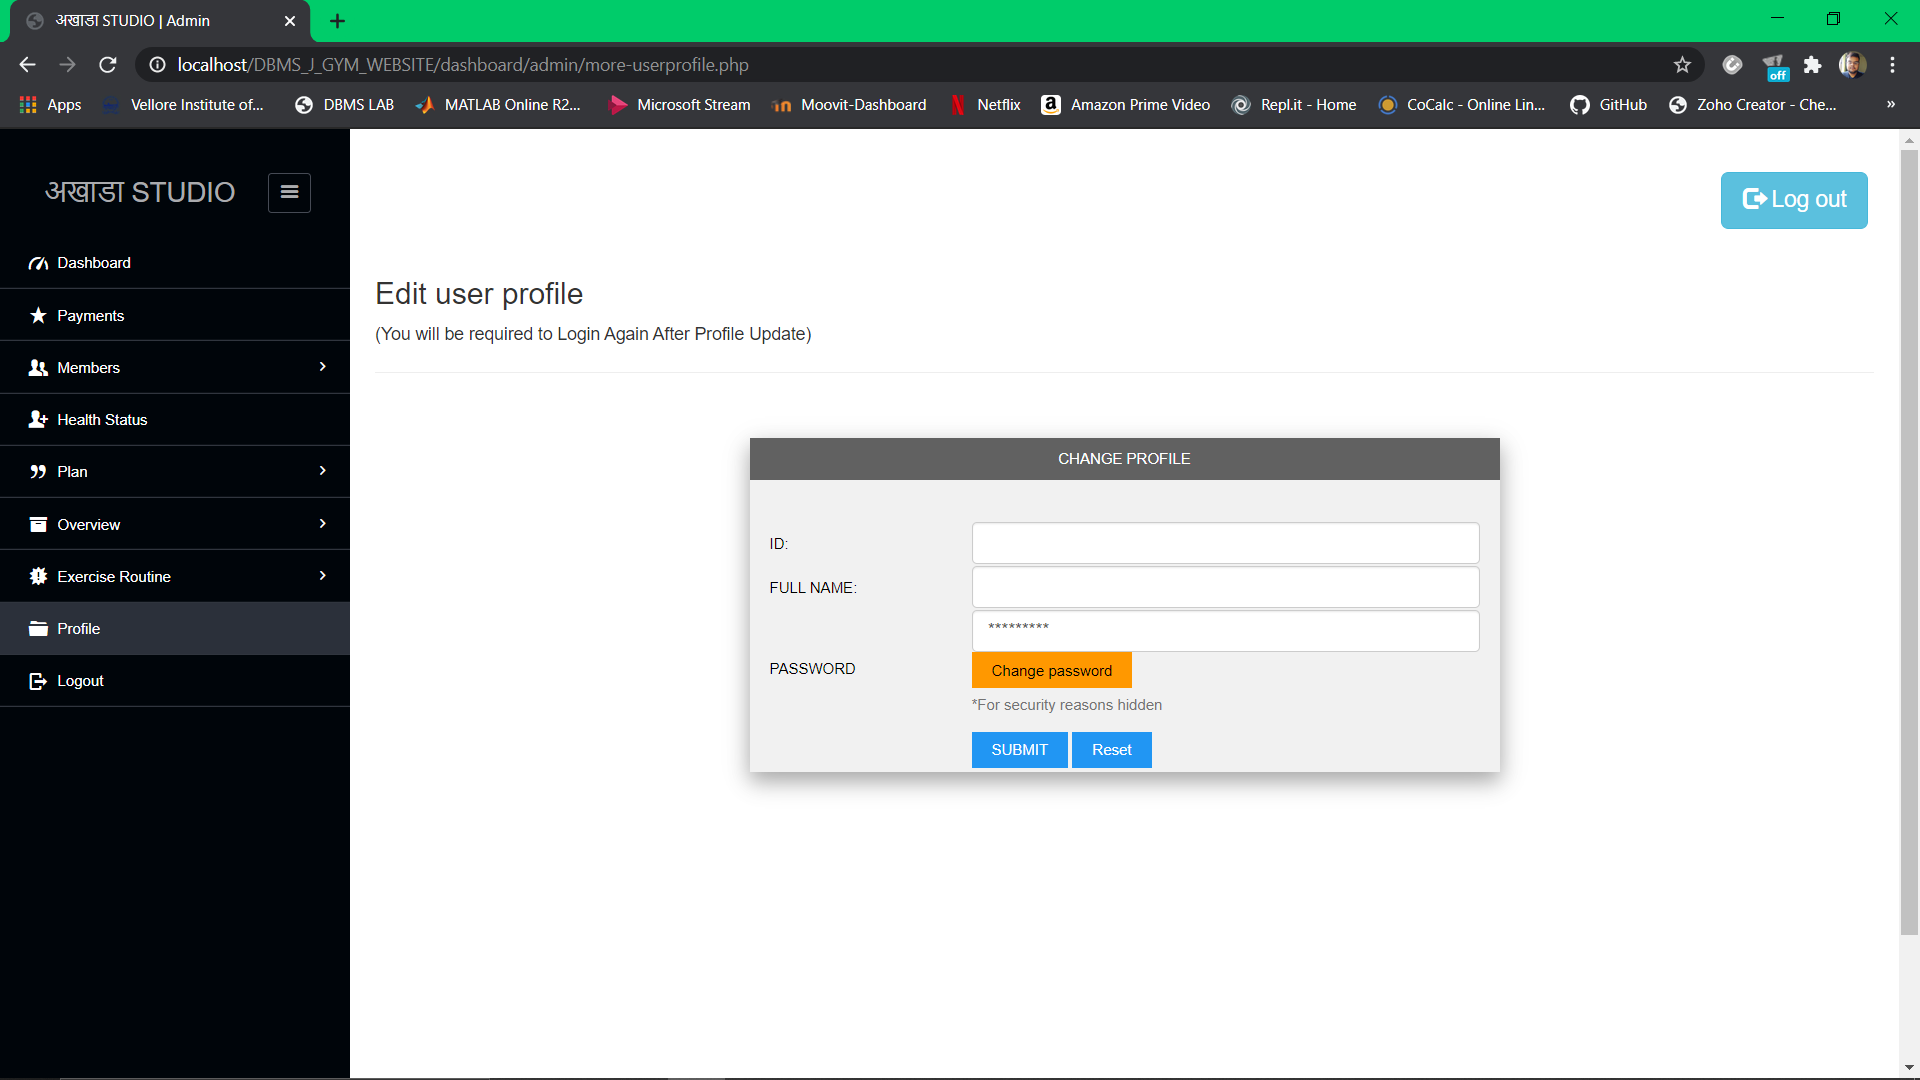 अखाडा STUDIO | Admin
localhost/DBMS_J_GYM_WEBSITE/dashboard/admin/more-userprofile.php
off
Apps
Vellore Institute of...
DBMS LAB
MATLAB Online R2...
Microsoft Stream
Moovit-Dashboard
Netflix
Amazon Prime Video
Repl.it - Home
CoCalc - Online Lin...
GitHub
Zoho Creator - Che...
»
अखाडा STUDIO
Dashboard
Payments
Members
Health Status
Plan
Overview
Exercise Routine
Profile
Logout
Log out
Edit user profile
(You will be required to Login Again After Profile Update)
CHANGE PROFILE
ID:
FULL NAME:
*********
PASSWORD
Change password
*For security reasons hidden
SUBMIT
Reset